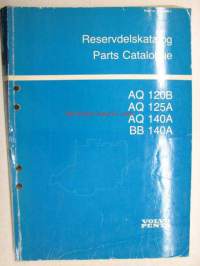 Reservdelskatalog
Parts Catalogue
AQ 120B
AQ 125A
AQ 140A
BB 140A
VOLVO
PENTA